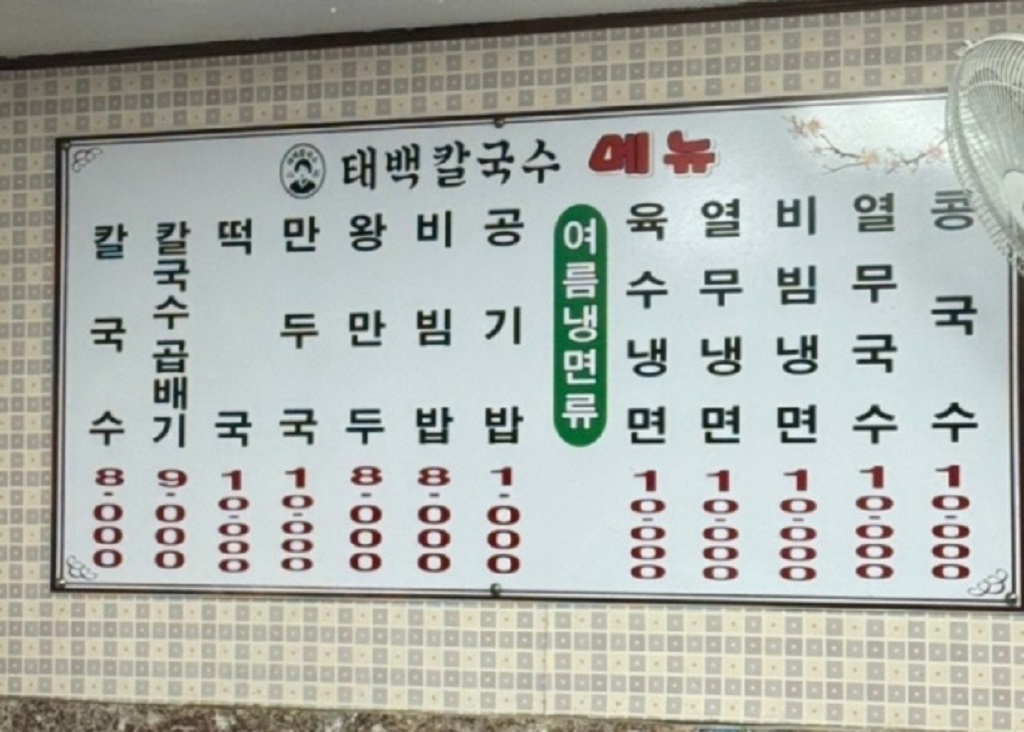 태백칼국수 메뉴
칼국수 8.000
칼국수곱배기 9.000
떡국 10.000
만두국 10.000
왕만두 8.000
비빔밥 8.000
공기밥 1.000
여름냉면류
육수냉면 10.000
열무냉면 10.000
비빔냉면 10.000
열무국수 10.000
콩국수 10.000